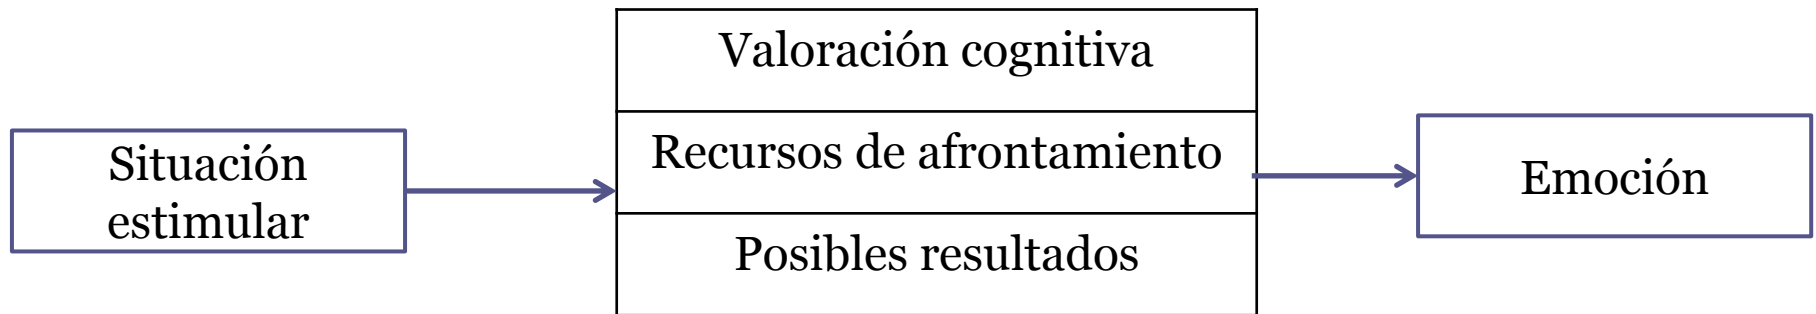 Valoración cognitiva
Situación
estimular
Recursos de afrontamiento
Emoción
Posibles resultados